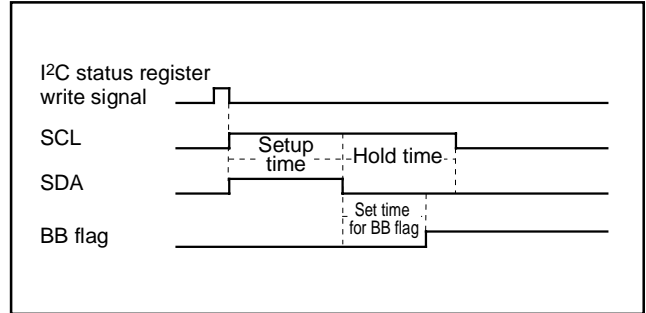 I²C status register
write signal
SCL
Setup
time
Hold time
SDA
Set time
for BB flag
BB flag